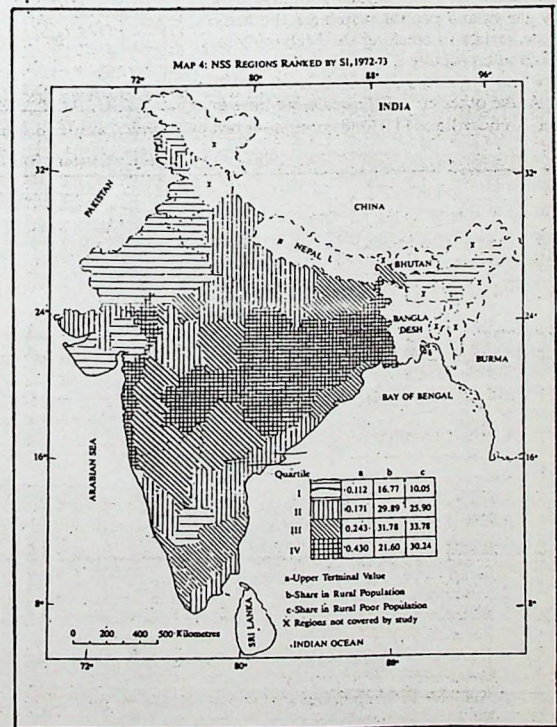 MAP 4: NSS REGIONS RANKED BY SI, 1972-73
72° 80° 88° 96°
INDIA
32° 32°
PAKISTAN
CHINA
NEPAL
BHUTAN
24° 24°
BANGLA
DESH
BURMA
BAY OF BENGAL
ARABIAN SEA
16° 16°
Quartile a b c
I 0.112 16.77 10.05
II 0.171 29.89 25.90
III 0.243 31.78 33.78
IV 0.430 21.60 30.24
a-Upper Terminal Value
b-Share in Rural Population
c-Share in Rural Poor Population
X Regions not covered by study
8° 8°
SRI LANKA
0 200 400 500 Kilometres
INDIAN OCEAN
72° 80° 88°